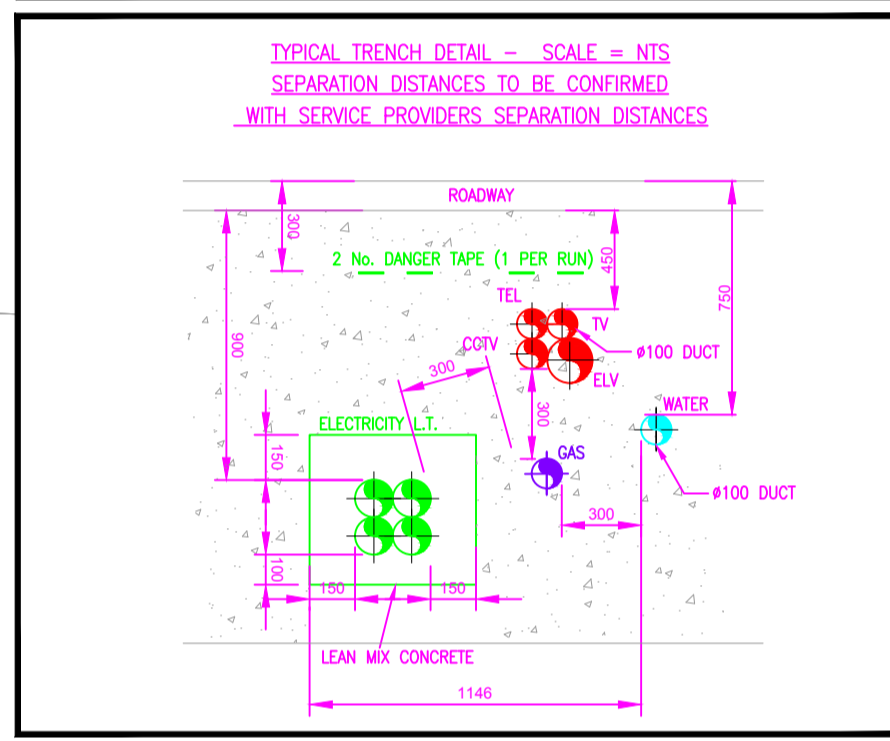 TYPICAL TRENCH DETAIL - SCALE = NTS
SEPARATION DISTANCES TO BE CONFIRMED
WITH SERVICE PROVIDERS SEPARATION DISTANCES
ROADWAY
300
450
2 No. DANGER TAPE (1 PER RUN)
750
TEL
TV
900
CCTV
ø100 DUCT
300
ELV
WATER
300
ELECTRICITY L.T.
150
GAS
ø100 DUCT
300
100
150
150
LEAN MIX CONCRETE
1146